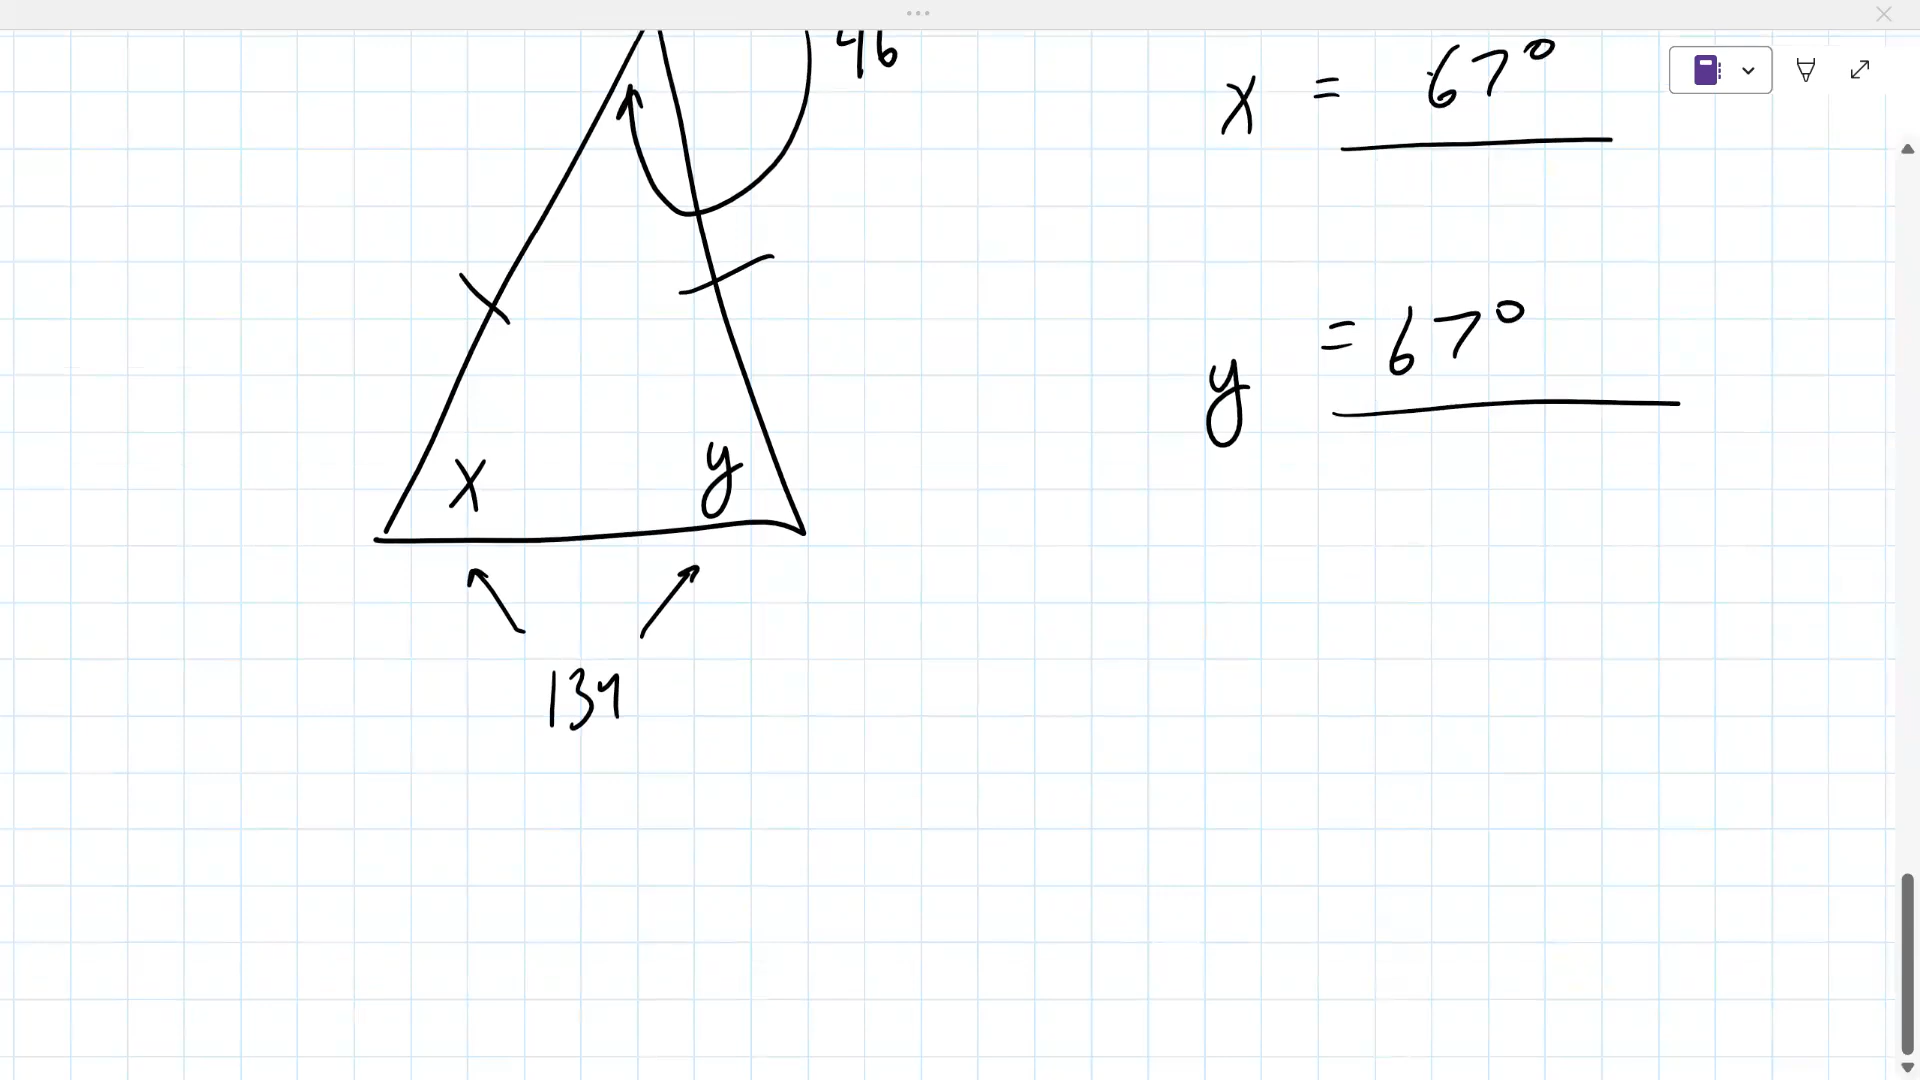 46
x = 67°
y = 67°
x y
134